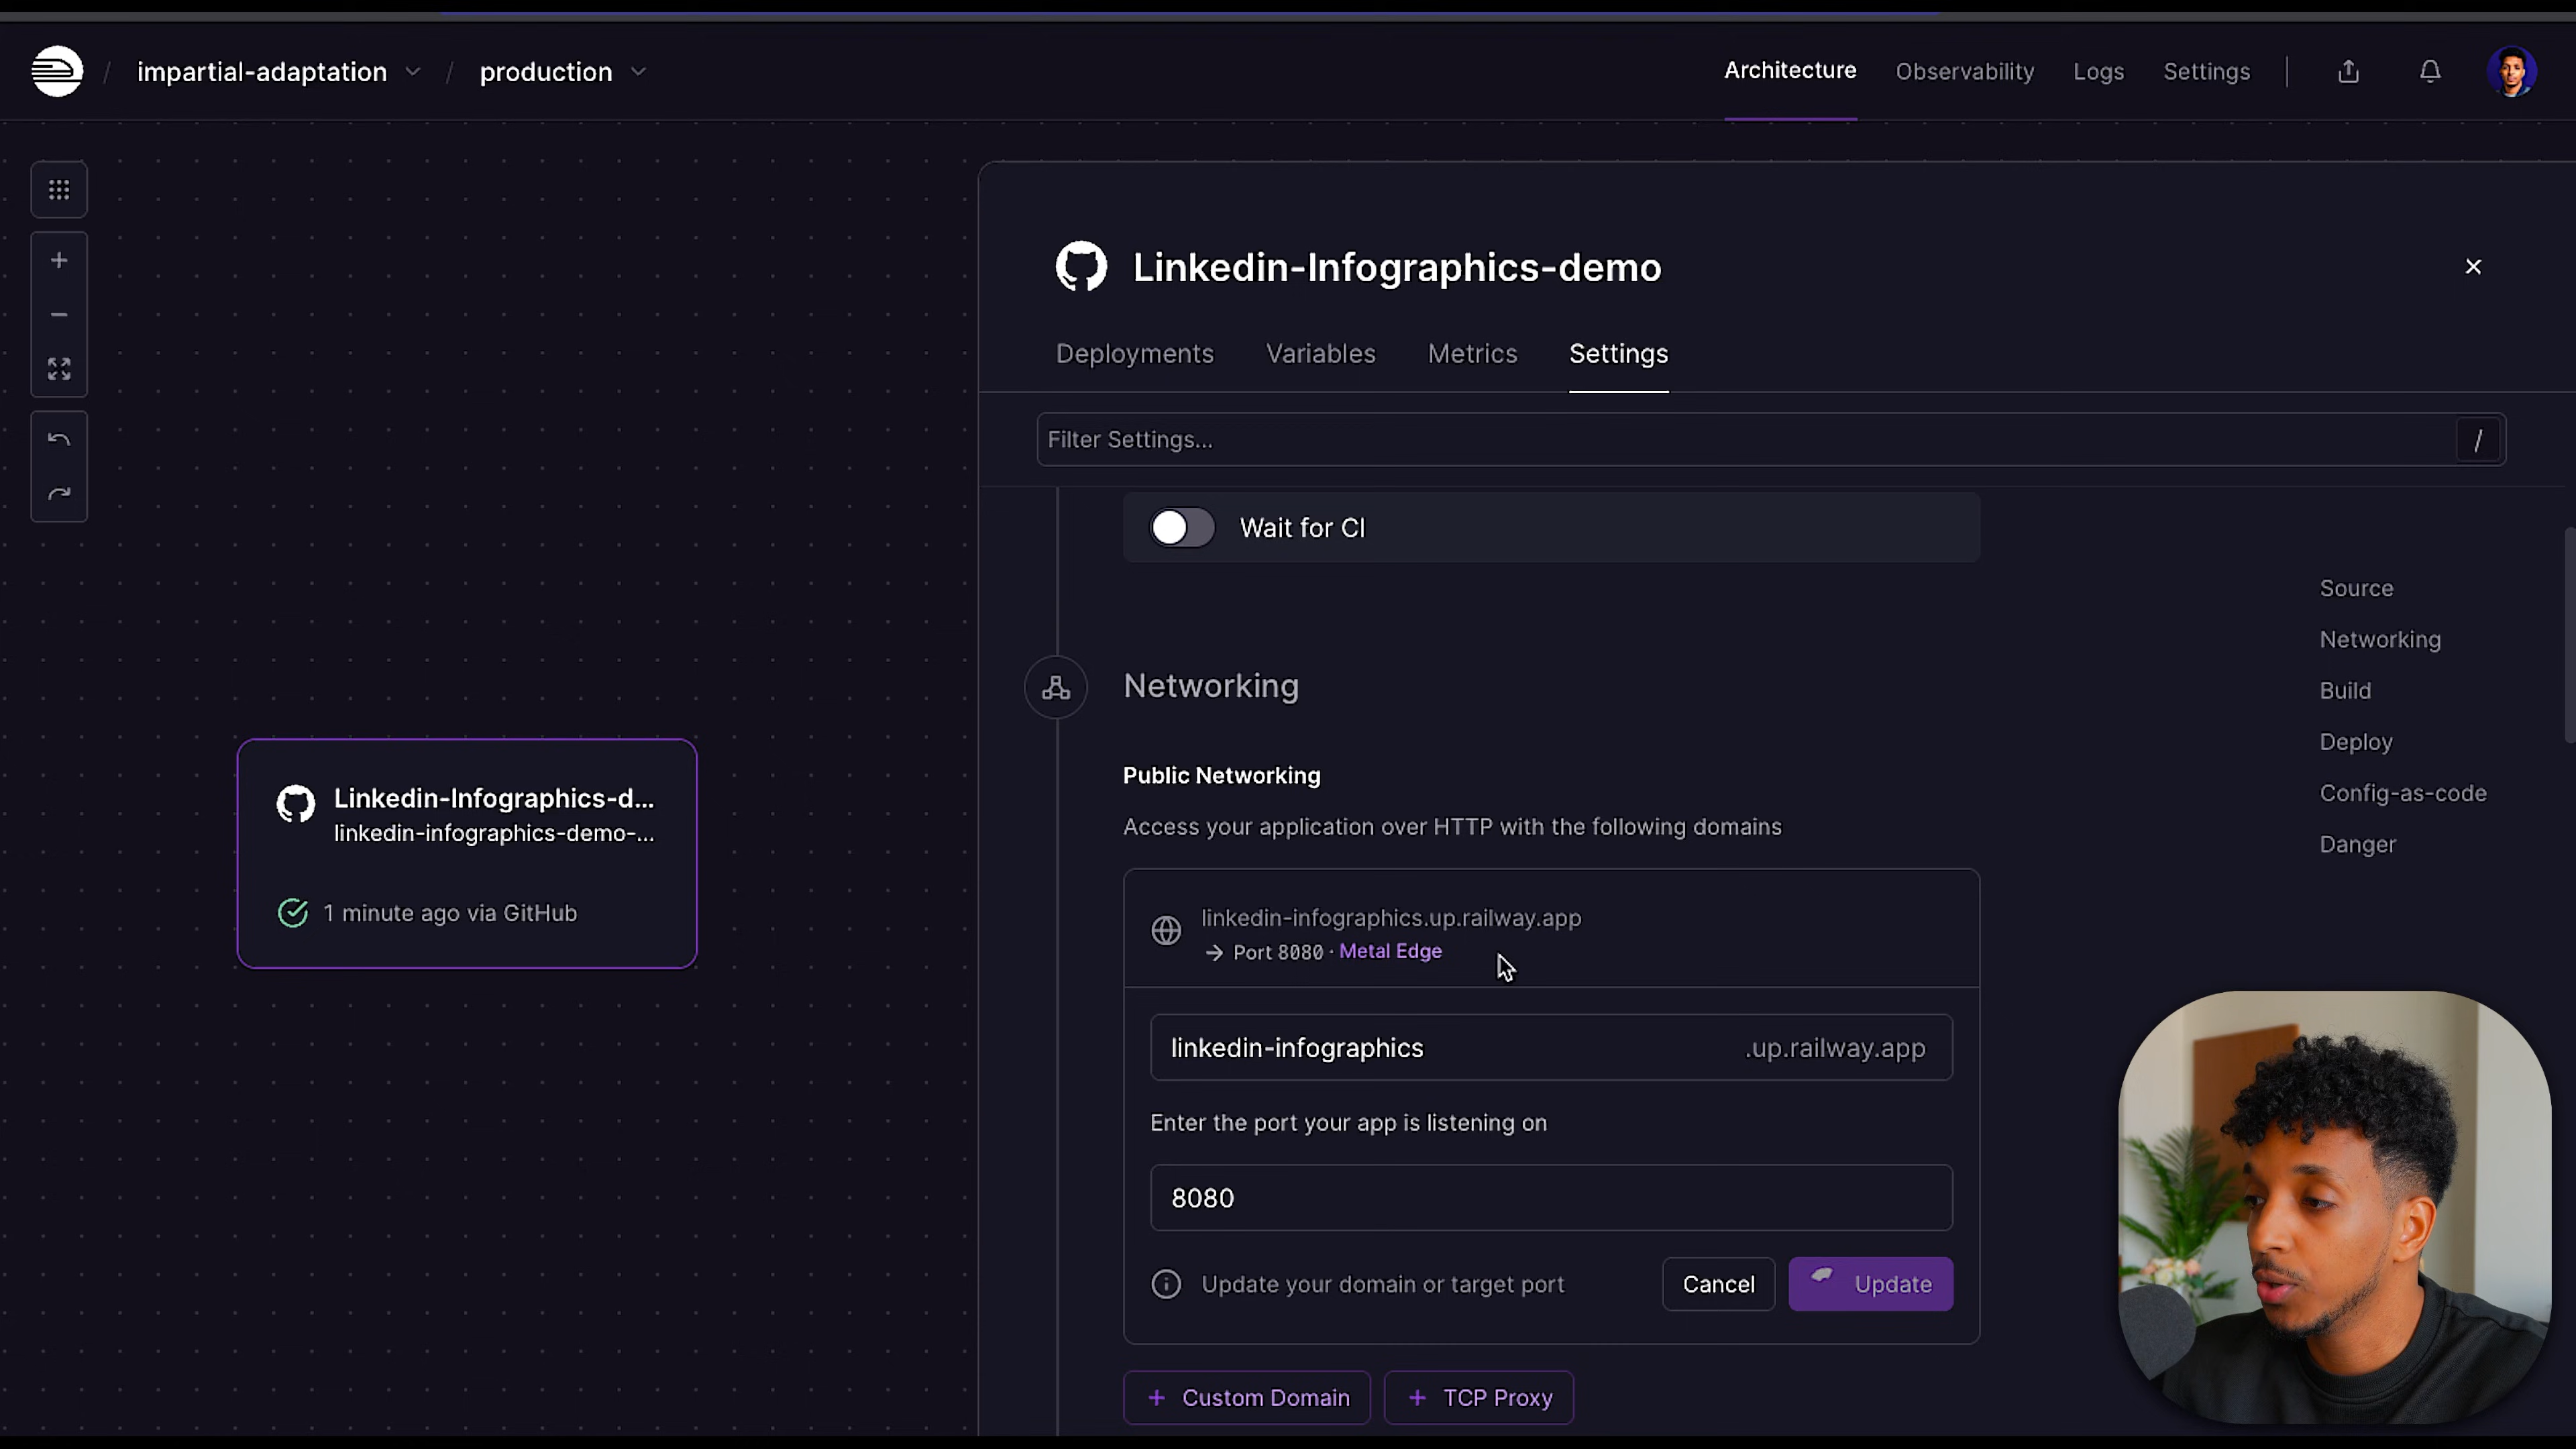 / impartial-adaptation / production
Architecture Observability Logs Settings
Linkedin-Infographics-demo
Deployments Variables Metrics Settings
Filter Settings... /
Wait for CI
Source
Networking
Build
Deploy
Config-as-code
Danger
Networking
Public Networking
Access your application over HTTP with the following domains
linkedin-infographics.up.railway.app
→ Port 8080 · Metal Edge
linkedin-infographics .up.railway.app
Enter the port your app is listening on
8080
Update your domain or target port Cancel Update
+ Custom Domain + TCP Proxy
Linkedin-Infographics-d...
linkedin-infographics-demo-...
1 minute ago via GitHub